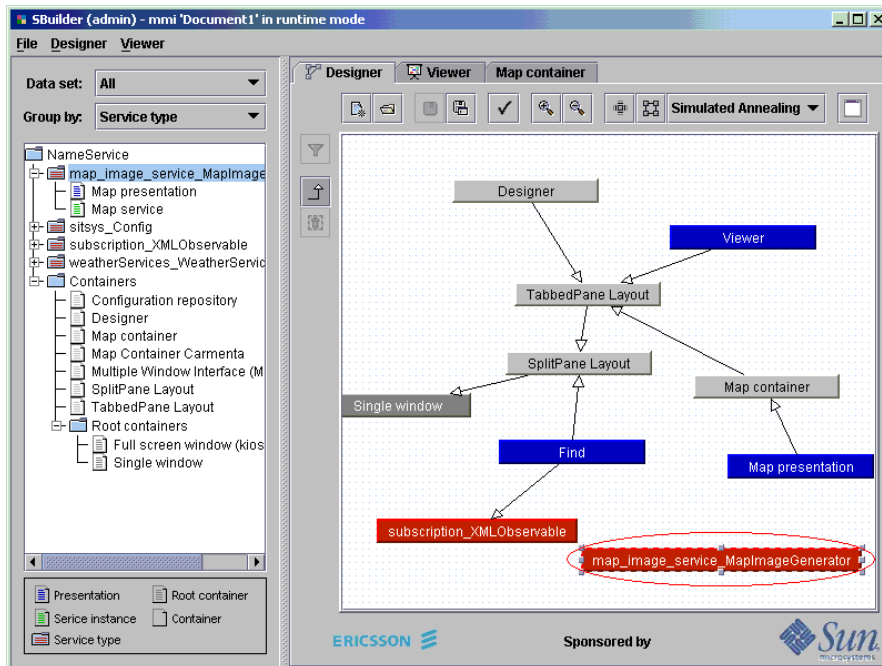 SBuilder (admin) - mmi 'Document1' in runtime mode
File Designer Viewer
Data set: All
Group by: Service type
NameService
map_image_service_MapImage
Map presentation
Map service
sitsys_Config
subscription_XMLObservable
weatherServices_WeatherServic
Containers
Configuration repository
Designer
Map container
Map Container Carmenta
Multiple Window Interface (M
SplitPane Layout
TabbedPane Layout
Root containers
Full screen window (kios
Single window
Presentation Root container
Serice instance Container
Service type
Designer Viewer Map container
Simulated Annealing
Designer
Viewer
TabbedPane Layout
SplitPane Layout
Map container
Single window
Find
Map presentation
subscription_XMLObservable
map_image_service_MapImageGenerator
ERICSSON Sponsored by Sun
microsystems